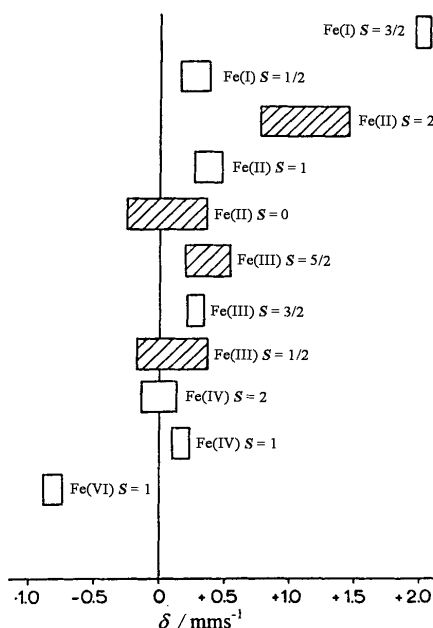 Fe(I) S = 3/2
Fe(I) S = 1/2
Fe(II) S = 2
Fe(II) S = 1
Fe(II) S = 0
Fe(III) S = 5/2
Fe(III) S = 3/2
Fe(III) S = 1/2
Fe(IV) S = 2
Fe(IV) S = 1
Fe(VI) S = 1
-1.0 -0.5 0 +0.5 +1.0 +1.5 +2.0
δ / mms⁻¹